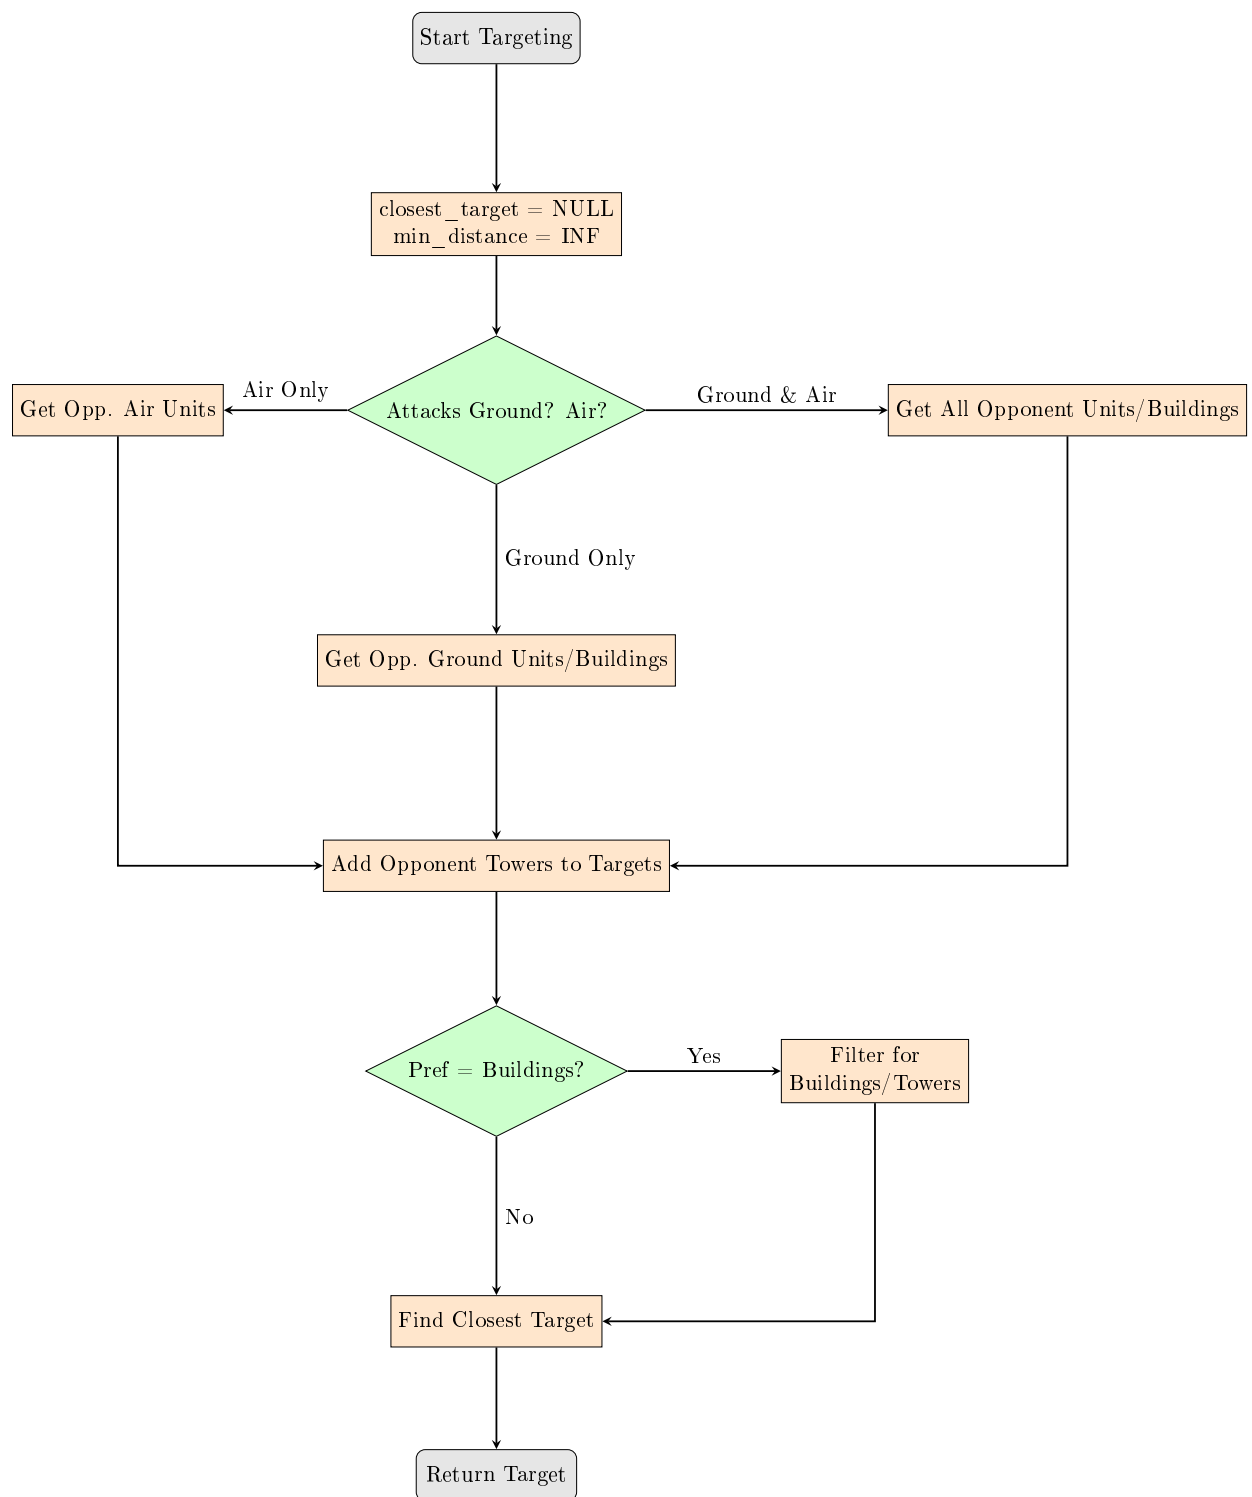 Start Targeting
closest_target = NULL
min_distance = INF
Get Opp. Air Units
Air Only
Attacks Ground? Air?
Ground & Air
Get All Opponent Units/Buildings
Ground Only
Get Opp. Ground Units/Buildings
Add Opponent Towers to Targets
Pref = Buildings?
Yes
Filter for
Buildings/Towers
No
Find Closest Target
Return Target